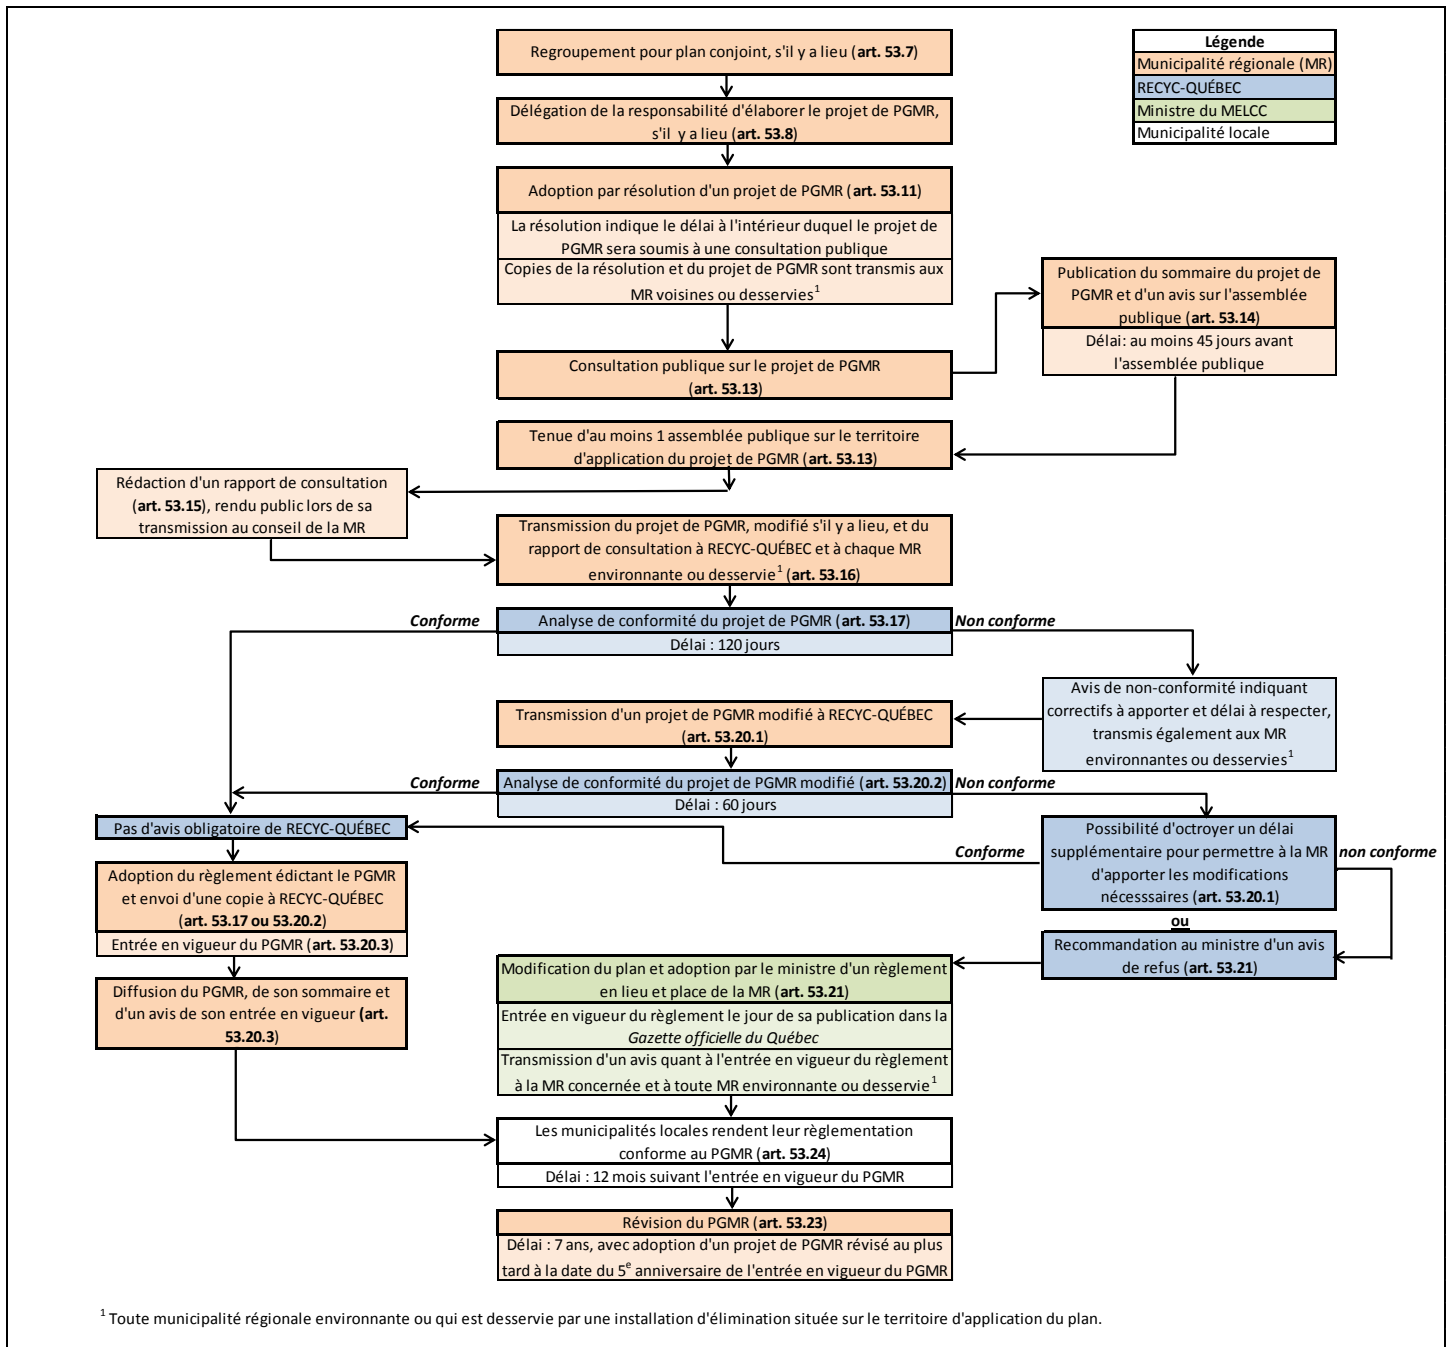 Regroupement pour plan conjoint, s'il y a lieu (art. 53.7)
Légende
Municipalité régionale (MR)
RECYC-QUÉBEC
Ministre du MELCC
Municipalité locale
Délégation de la responsabilité d'élaborer le projet de PGMR,
s'il y a lieu (art. 53.8)
Adoption par résolution d'un projet de PGMR (art. 53.11)
La résolution indique le délai à l'intérieur duquel le projet de
PGMR sera soumis à une consultation publique
Copies de la résolution et du projet de PGMR sont transmis aux
MR voisines ou desservies¹
Publication du sommaire du projet de
PGMR et d'un avis sur l'assemblée
publique (art. 53.14)
Délai: au moins 45 jours avant
l'assemblée publique
Consultation publique sur le projet de PGMR
(art. 53.13)
Tenue d'au moins 1 assemblée publique sur le territoire
d'application du projet de PGMR (art. 53.13)
Rédaction d'un rapport de consultation
(art. 53.15), rendu public lors de sa
transmission au conseil de la MR
Transmission du projet de PGMR, modifié s'il y a lieu, et du
rapport de consultation à RECYC-QUÉBEC et à chaque MR
environnante ou desservie¹ (art. 53.16)
Conforme
Analyse de conformité du projet de PGMR (art. 53.17)
Non conforme
Délai : 120 jours
Avis de non-conformité indiquant
correctifs à apporter et délai à respecter,
transmis également aux MR
environnantes ou desservies¹
Transmission d'un projet de PGMR modifié à RECYC-QUÉBEC
(art. 53.20.1)
Conforme
Analyse de conformité du projet de PGMR modifié (art. 53.20.2)
Non conforme
Délai : 60 jours
Pas d'avis obligatoire de RECYC-QUÉBEC
Possibilité d'octroyer un délai
supplémentaire pour permettre à la MR
d'apporter les modifications
nécesssaires (art. 53.20.1)
Conforme
non conforme
ou
Recommandation au ministre d'un avis
de refus (art. 53.21)
Adoption du règlement édictant le PGMR
et envoi d'une copie à RECYC-QUÉBEC
(art. 53.17 ou 53.20.2)
Entrée en vigueur du PGMR (art. 53.20.3)
Diffusion du PGMR, de son sommaire et
d'un avis de son entrée en vigueur (art.
53.20.3)
Modification du plan et adoption par le ministre d'un règlement
en lieu et place de la MR (art. 53.21)
Entrée en vigueur du règlement le jour de sa publication dans la
Gazette officielle du Québec
Transmission d'un avis quant à l'entrée en vigueur du règlement
à la MR concernée et à toute MR environnante ou desservie¹
Les municipalités locales rendent leur règlementation
conforme au PGMR (art. 53.24)
Délai : 12 mois suivant l'entrée en vigueur du PGMR
Révision du PGMR (art. 53.23)
Délai : 7 ans, avec adoption d'un projet de PGMR révisé au plus
tard à la date du 5e anniversaire de l'entrée en vigueur du PGMR
¹ Toute municipalité régionale environnante ou qui est desservie par une installation d'élimination située sur le territoire d'application du plan.